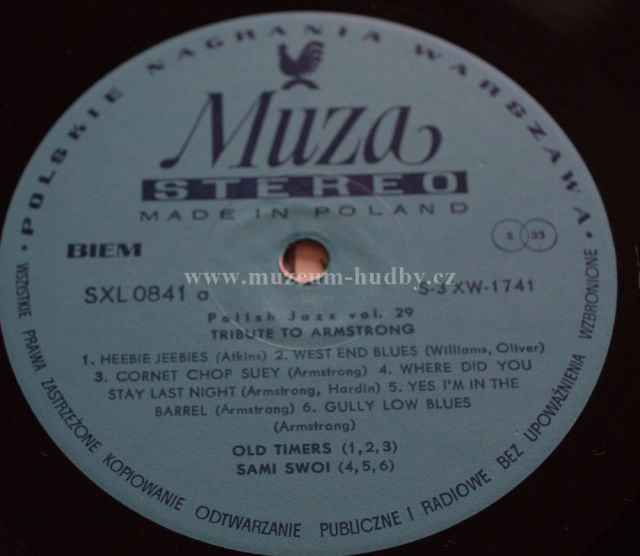 • POLSKIE NAGRANIA WARSZAWA •
Muza
STEREO
MADE IN POLAND
BIEM
S 33
www.muzeum-hudby.cz
SXL 0841 a
S-3 XW-1741
Polish Jazz vol. 29
TRIBUTE TO ARMSTRONG
1. HEEBIE JEEBIES (Atkins) 2. WEST END BLUES (Williams, Oliver)
3. CORNET CHOP SUEY (Armstrong) 4. WHERE DID YOU
STAY LAST NIGHT (Armstrong, Hardin) 5. YES I'M IN THE
BARREL (Armstrong) 6. GULLY LOW BLUES
(Armstrong)
OLD TIMERS (1,2,3)
SAMI SWOI (4,5,6)
WSZYSTKIE PRAWA ZASTRZEŻONE KOPIOWANIE ODTWARZANIE PUBLICZNE I RADIOWE BEZ UPOWAŻNIENIA WZBRONIONE